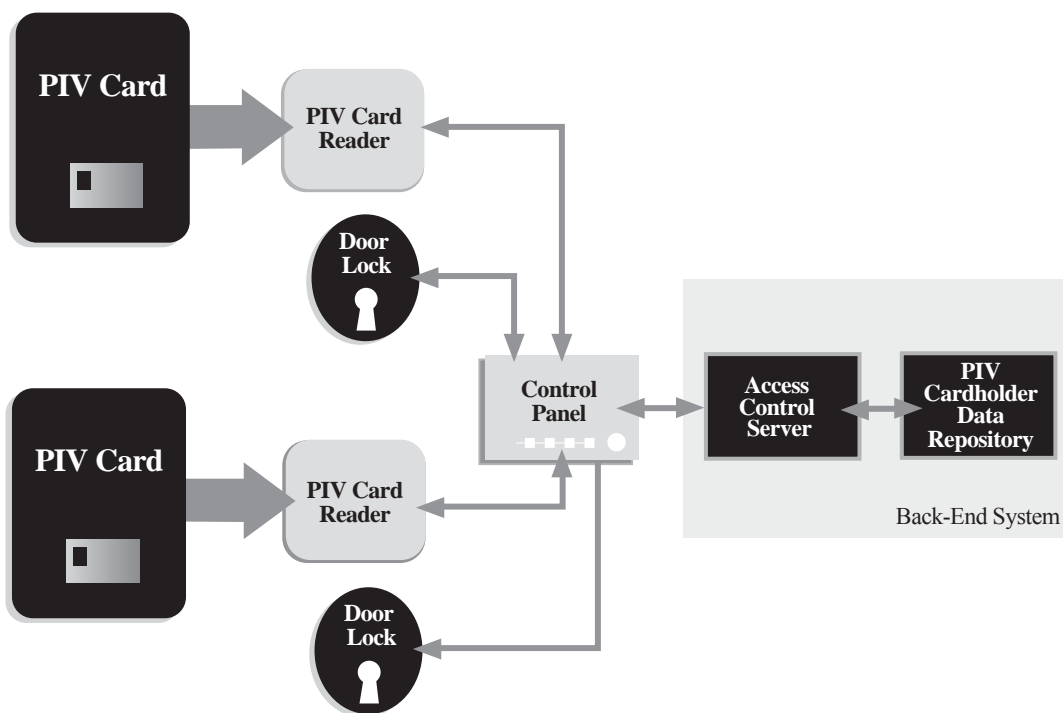 PIV Card
PIV Card
Reader
Door
Lock
Control
Panel
Access
Control
Server
PIV
Cardholder
Data
Repository
Back-End System
PIV Card
PIV Card
Reader
Door
Lock